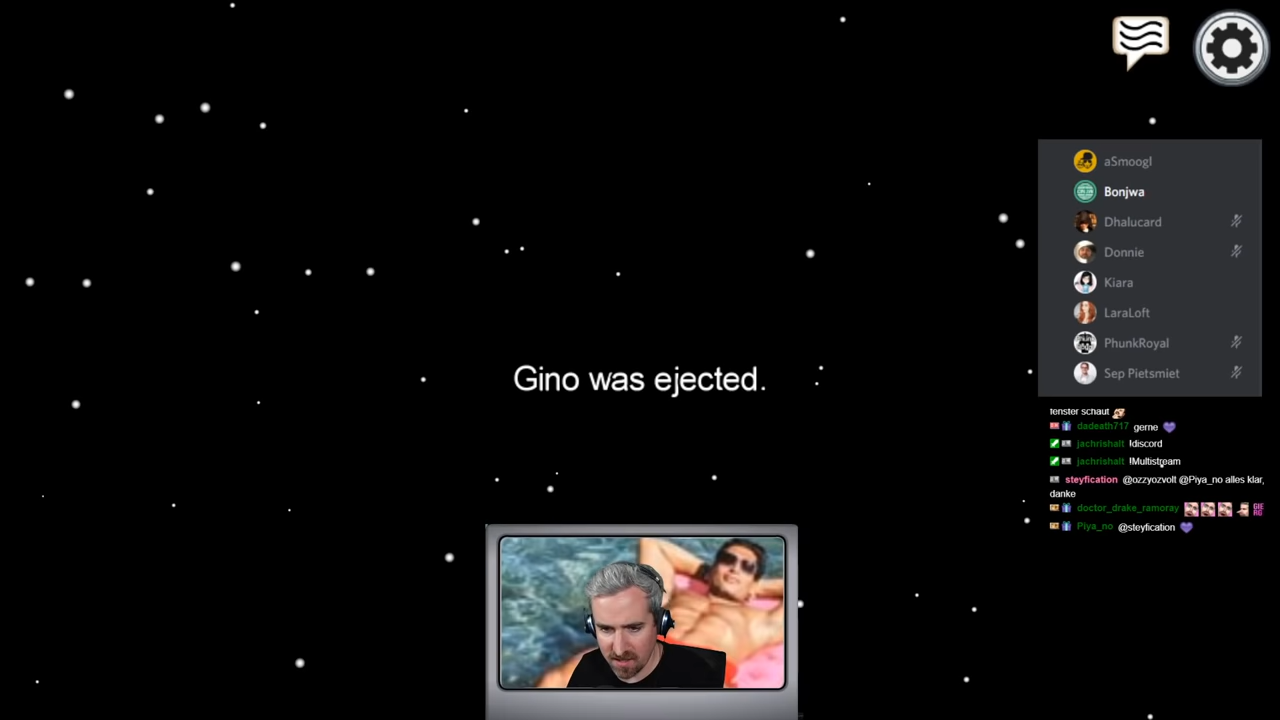 aSmoogl
Bonjwa
Dhalucard
Donnie
Kiara
LaraLoft
PhunkRoyal
Sep Pietsmiet
Gino was ejected.
fenster schaut
dadeath717 gerne
jachrishalt !discord
jachrishalt !Multistream
steyfication @ozzyozvolt @Piya_no alles klar,
danke
doctor_drake_ramoray
Piya_no @steyfication